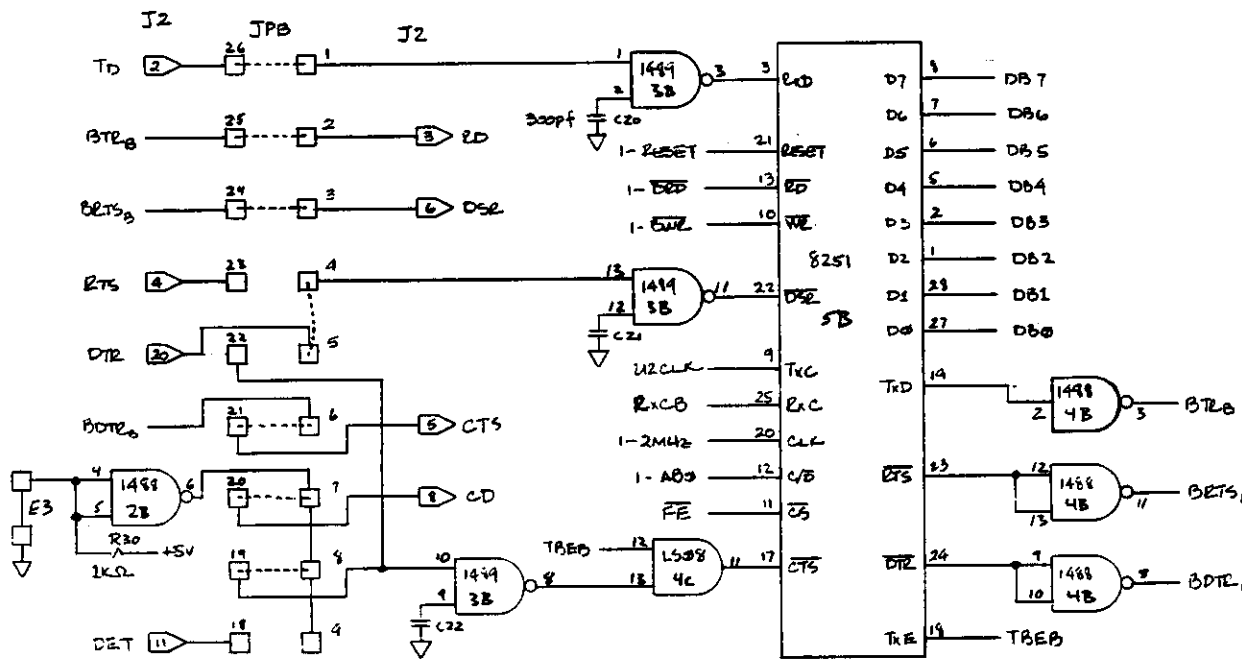 J2 JPB J2
TD 2 26 1 1 1489 3B 3 3 RXD D7 8 DB7
2 300pf C20 D6 7 DB6
BTRB 25 2 3 RD
1-RESET 21 RESET D5 6 DB5
1-BRD 13 RD D4 5 DB4
BRTSB 24 3 6 DSR
1-BWR 10 WR D3 2 DB3
8251 D2 1 DB2
RTS 4 23 4 13 1489 3B 11 22 DSR D1 28 DB1
12 C21 5B D0 27 DB0
DTR 20 22 5
U2CLK 9 TXC TXD 19 2 1488 4B 3 BTRB
BDTRB 21 6 5 CTS
RXCB 25 RXC
1-2MHZ 20 CLK
E3 4 5 1488 2B 6 20 7 8 CD
1-AB0 12 C/D RTS 23 12 13 1488 4B 11 BRTS
FE 11 CS
R30 2KΩ +5V
19 8 10 1489 3B 8
9 C22
TBEB 12 13 LS08 4C 11 17 CTS DTR 24 9 10 1488 4B 8 BDTR
DET 11 18 9
TXE 18 TBEB